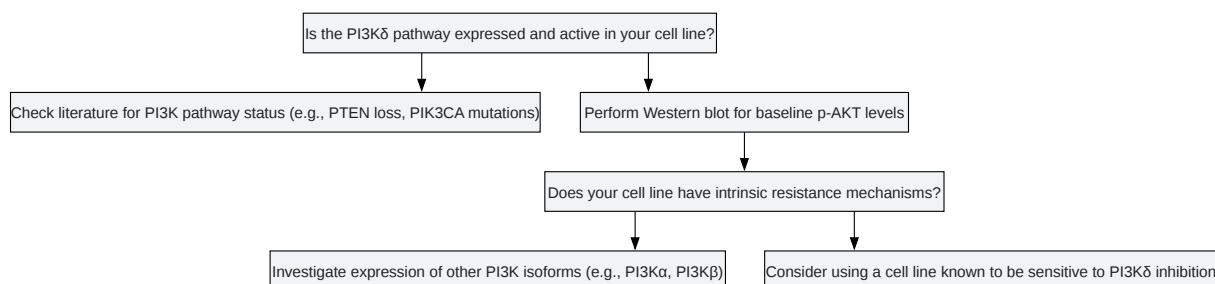 Is the PI3Kδ pathway expressed and active in your cell line?
Check literature for PI3K pathway status (e.g., PTEN loss, PIK3CA mutations)
Perform Western blot for baseline p-AKT levels
Does your cell line have intrinsic resistance mechanisms?
Investigate expression of other PI3K isoforms (e.g., PI3Kα, PI3Kβ)
Consider using a cell line known to be sensitive to PI3Kδ inhibition